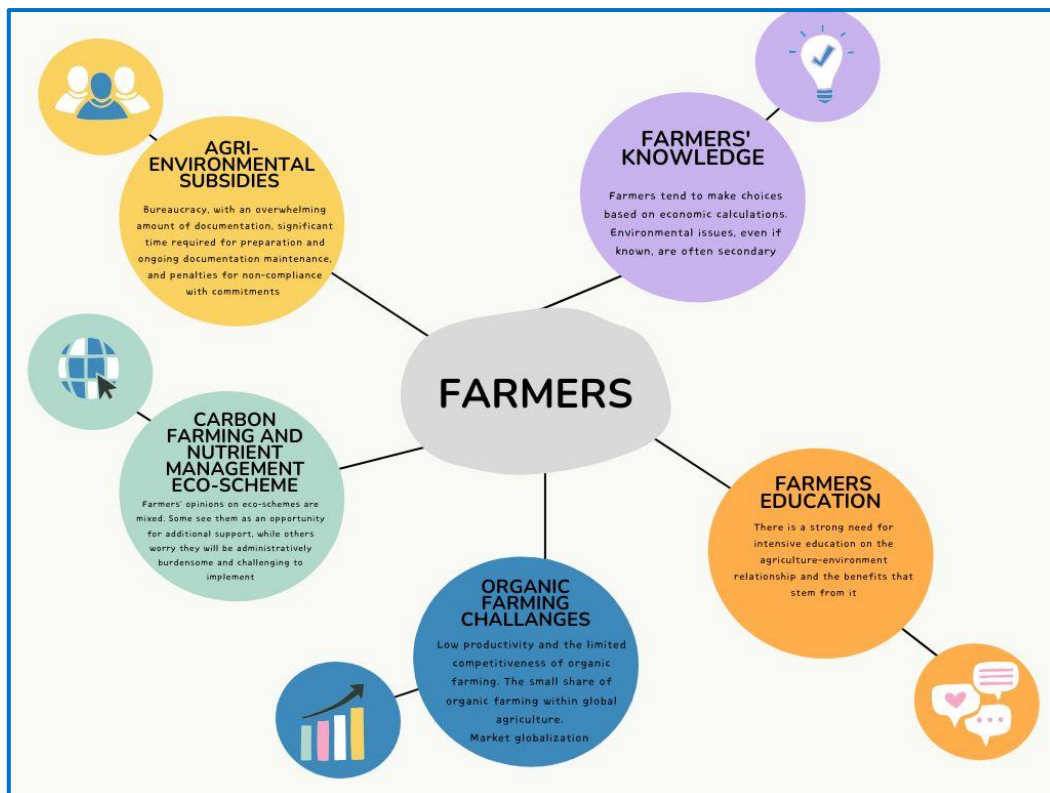 AGRI-
ENVIRONMENTAL
SUBSIDIES
Bureaucracy, with an overwhelming
amount of documentation, significant
time required for preparation and
ongoing documentation maintenance,
and penalties for non-compliance
with commitments
FARMERS'
KNOWLEDGE
Farmers tend to make choices
based on economic calculations.
Environmental issues, even if
known, are often secondary
FARMERS
CARBON
FARMING AND
NUTRIENT
MANAGEMENT
ECO-SCHEME
Farmers' opinions on eco-schemes are
mixed. Some see them as an opportunity
for additional support, while others
worry they will be administratively
burdensome and challenging to
implement
FARMERS
EDUCATION
There is a strong need for
intensive education on the
agriculture-environment
relationship and the benefits that
stem from it
ORGANIC
FARMING
CHALLANGES
Low productivity and the limited
competitiveness of organic
farming. The small share of
organic farming within global
agriculture.
Market globalization